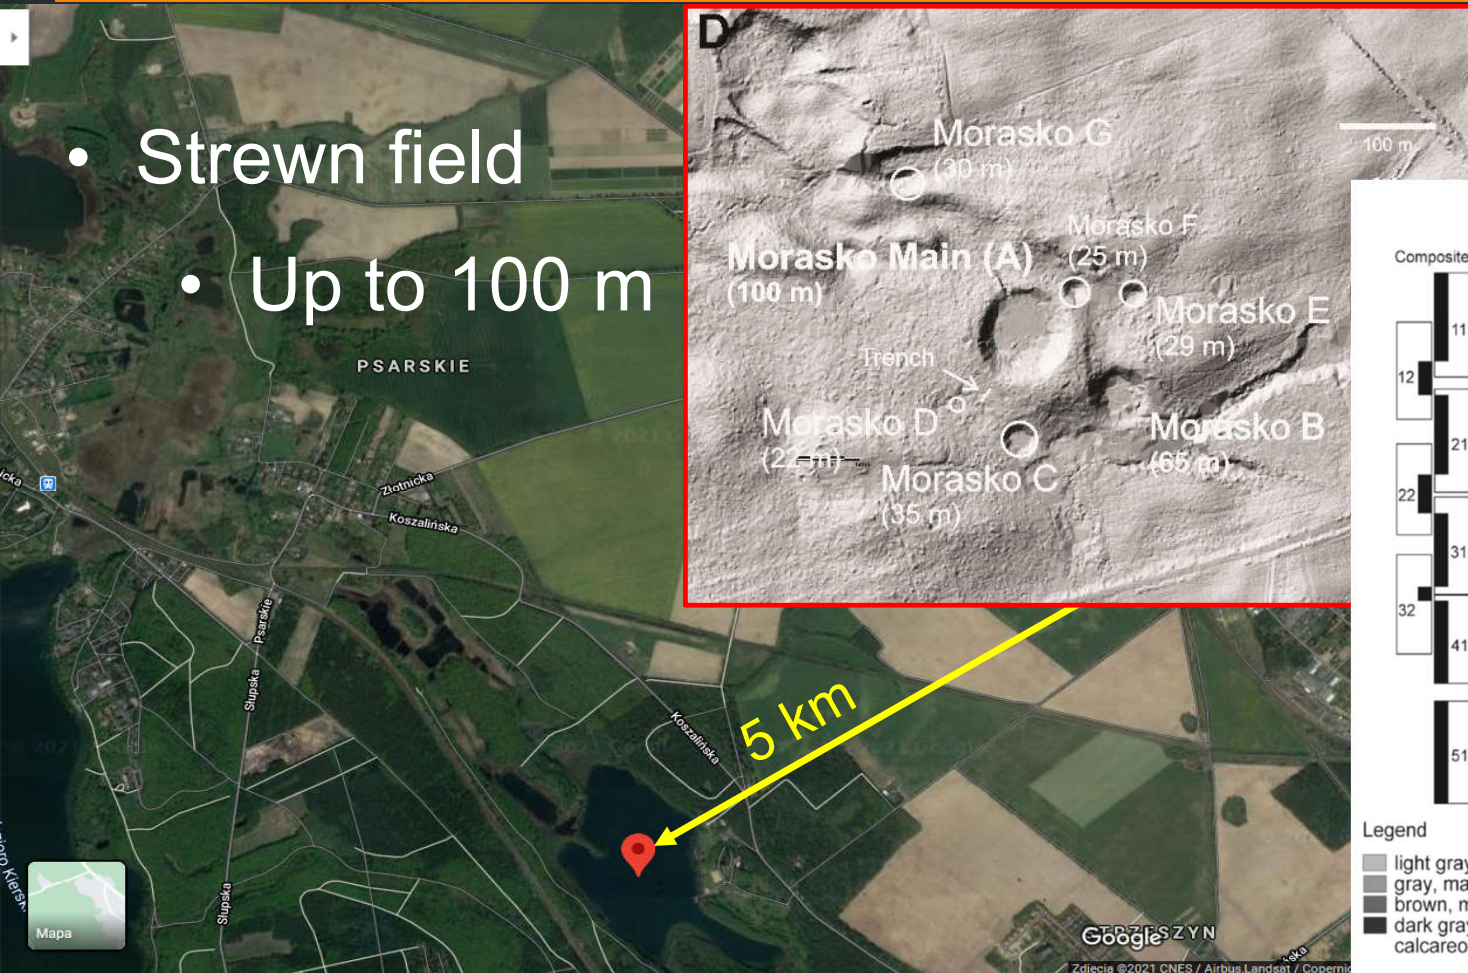 • Strewn field
• Up to 100 m
PSARSKIE
Złotnicka
Koszalińska
Psarskie
Słupska
Koszalińska
Słupska
5 km
Mapa
Google
Zdjęcia ©2021 CNES / Airbus, Landsat / Copernic
D
Morasko G
(30 m)
100 m
Morasko F
(25 m)
Morasko Main (A)
(100 m)
Morasko E
(29 m)
Trench
Morasko D
(22 m)
Morasko B
(65 m)
Morasko C
(35 m)
Composite
11
12
21
22
31
32
41
51
Legend
light gray
gray, ma
brown, m
dark gray
calcareo